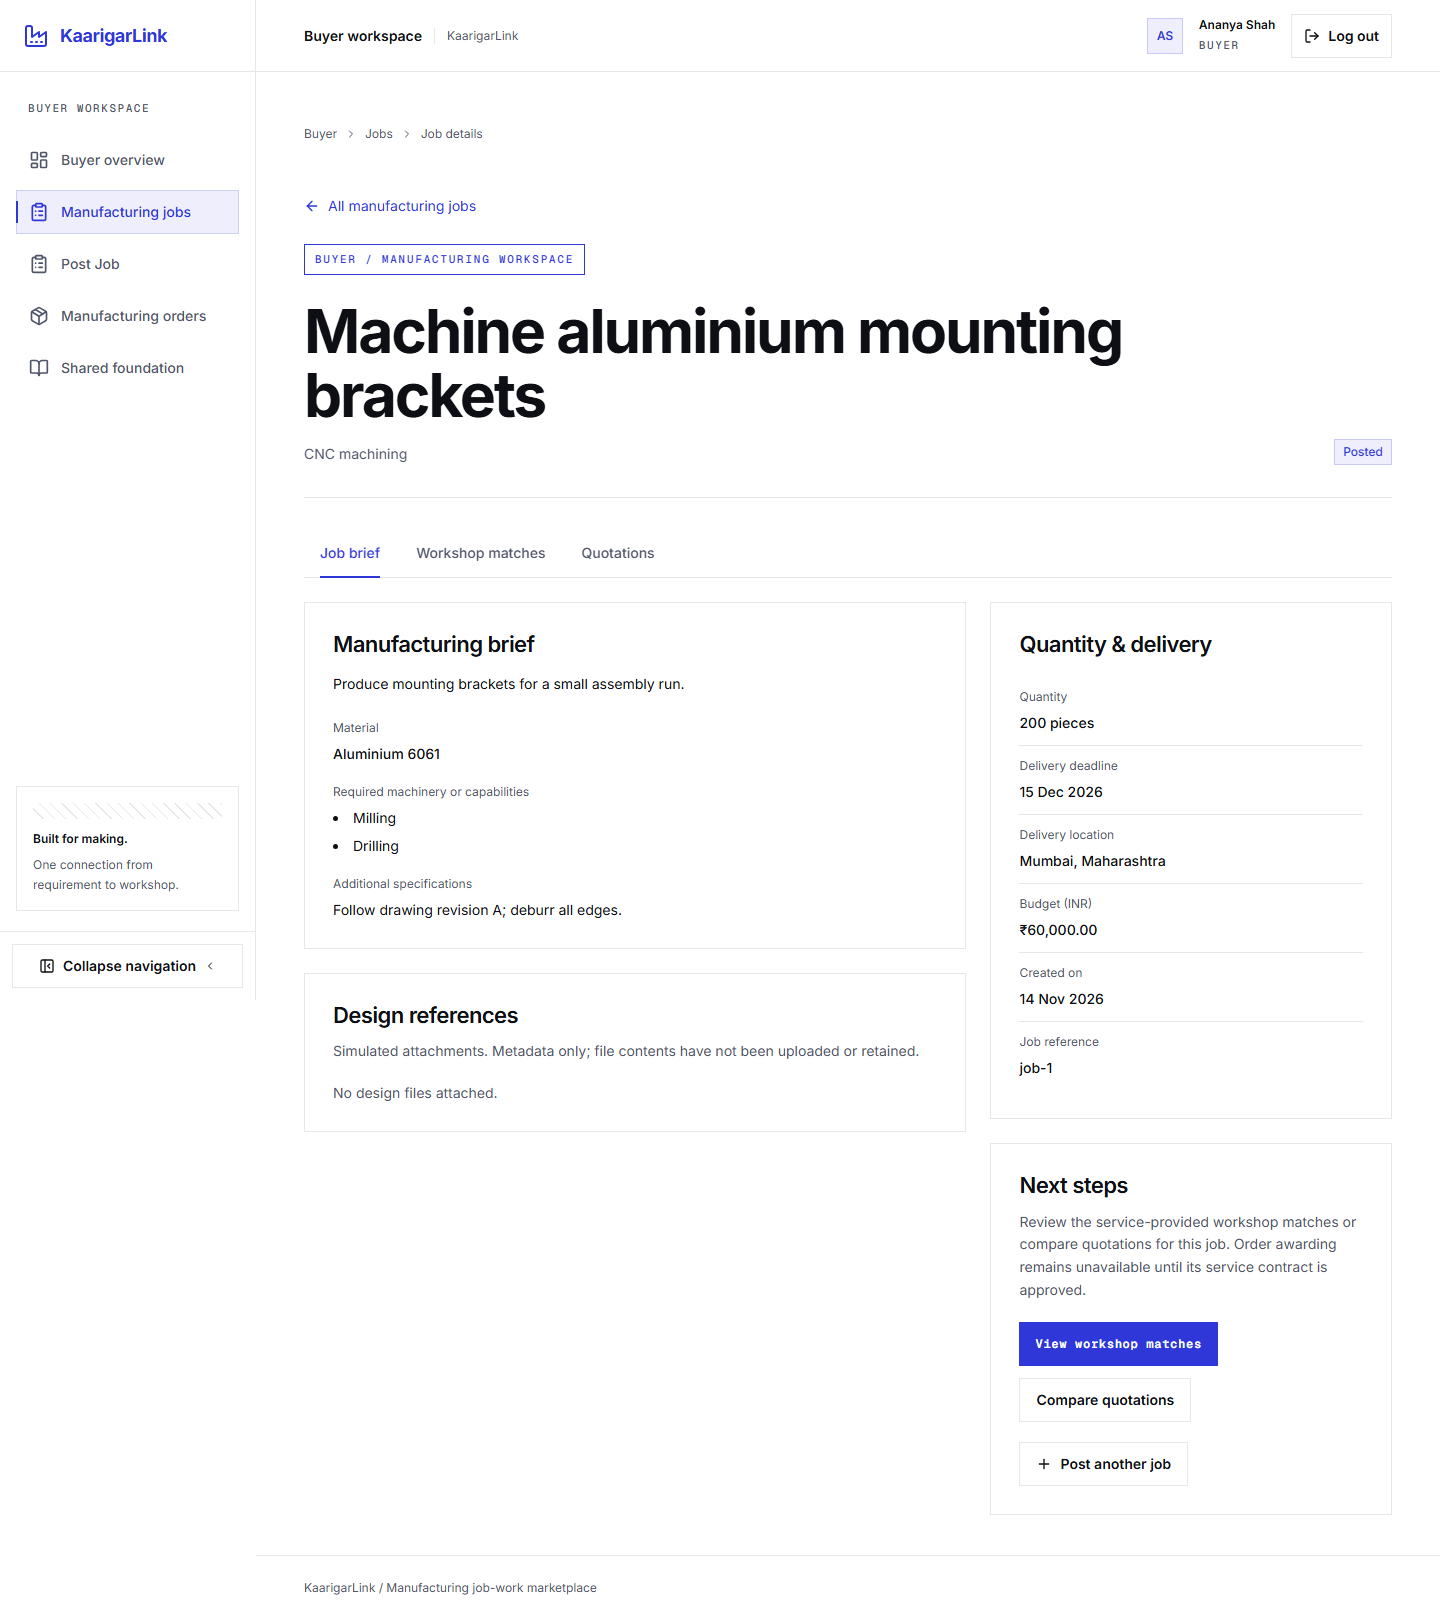 KaarigarLink
Buyer workspace
KaarigarLink
AS
Ananya Shah
BUYER
Log out
BUYER WORKSPACE
Buyer overview
Manufacturing jobs
Post Job
Manufacturing orders
Shared foundation
Built for making.
One connection from
requirement to workshop.
Collapse navigation
Buyer
Jobs
Job details
All manufacturing jobs
BUYER / MANUFACTURING WORKSPACE
Machine aluminium mounting
brackets
CNC machining
Posted
Job brief
Workshop matches
Quotations
Manufacturing brief
Produce mounting brackets for a small assembly run.
Material
Aluminium 6061
Required machinery or capabilities
Milling
Drilling
Additional specifications
Follow drawing revision A; deburr all edges.
Design references
Simulated attachments. Metadata only; file contents have not been uploaded or retained.
No design files attached.
Quantity & delivery
Quantity
200 pieces
Delivery deadline
15 Dec 2026
Delivery location
Mumbai, Maharashtra
Budget (INR)
₹60,000.00
Created on
14 Nov 2026
Job reference
job-1
Next steps
Review the service-provided workshop matches or
compare quotations for this job. Order awarding
remains unavailable until its service contract is
approved.
View workshop matches
Compare quotations
Post another job
KaarigarLink / Manufacturing job-work marketplace